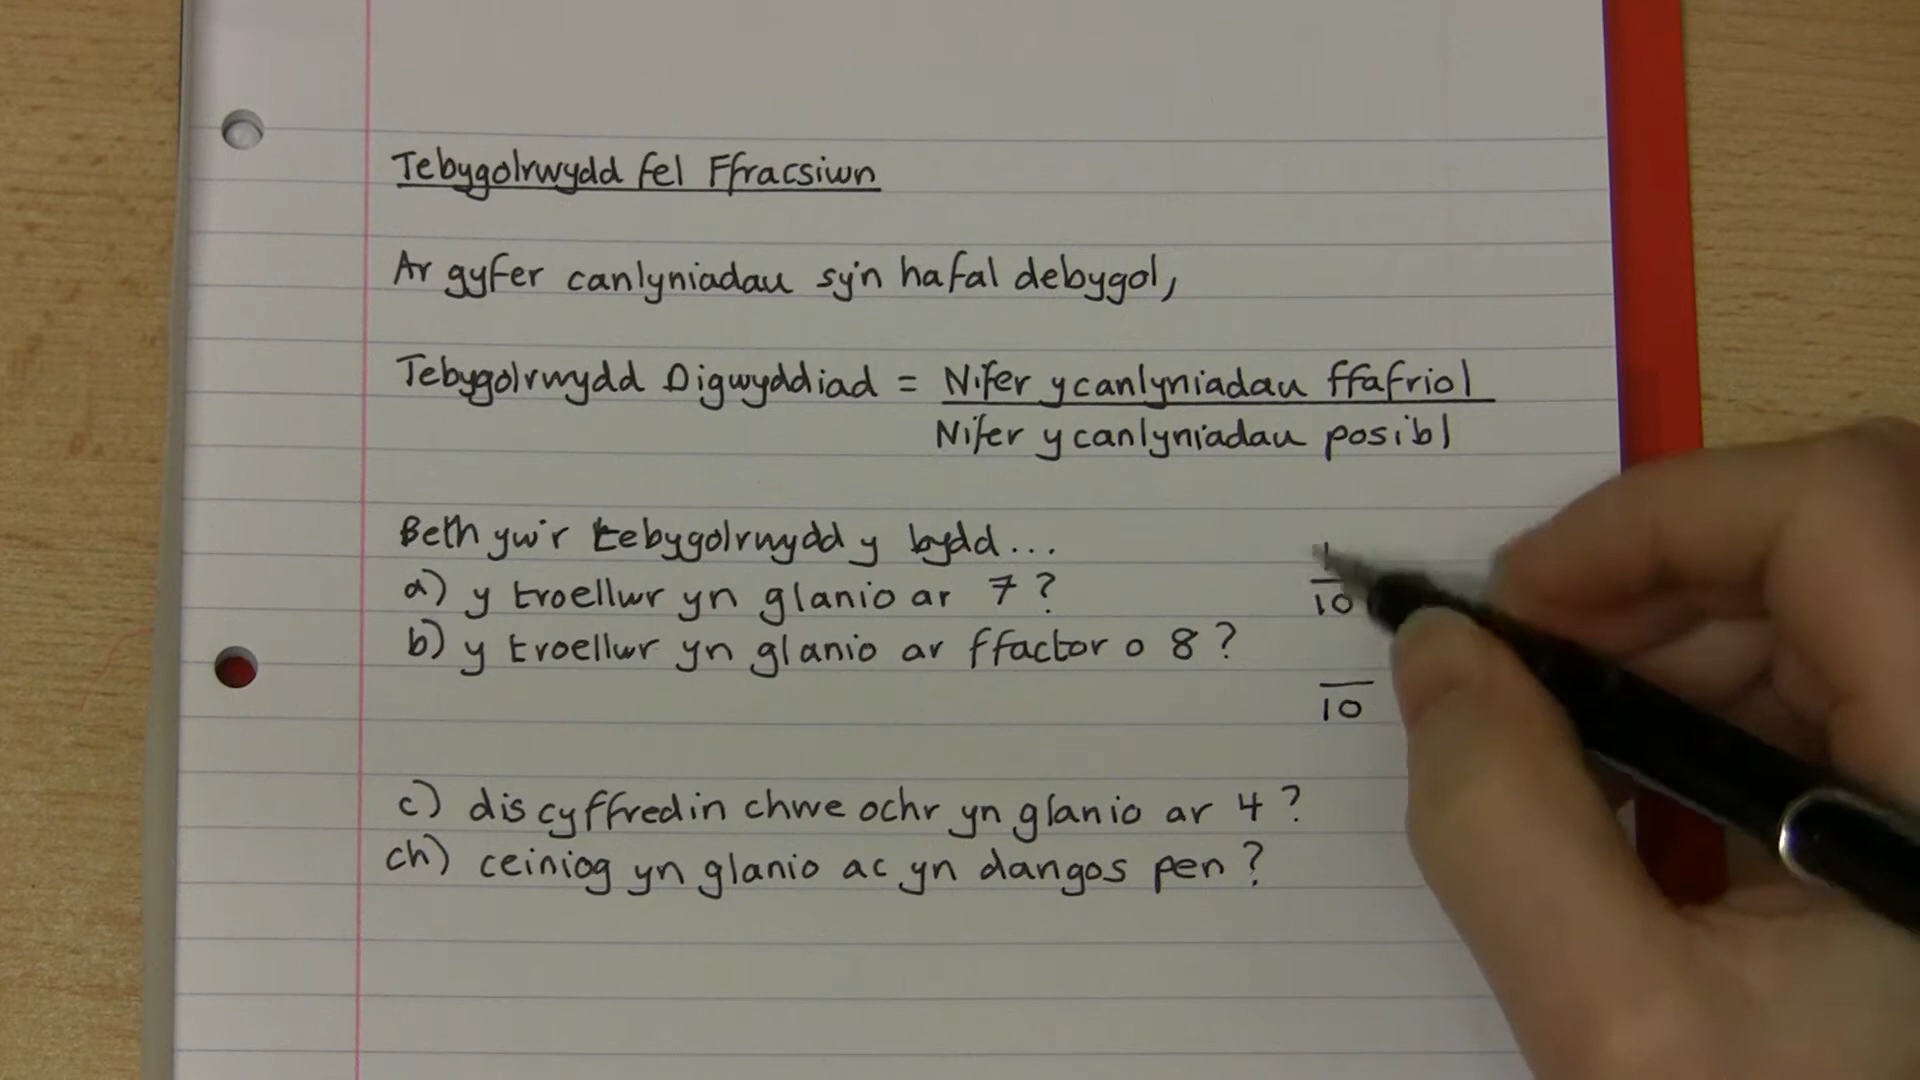 Tebygolrwydd fel Ffracsiwn
Ar gyfer canlyniadau sy'n hafal debygol,
Tebygolrwydd Digwyddiad = Nifer y canlyniadau ffafriol
Nifer y canlyniadau posibl
Beth yw'r tebygolrwydd y bydd...
a) y troellwr yn glanio ar 7?
1
10
b) y troellwr yn glanio ar ffactor o 8?
10
c) dis cyffredin chwe ochr yn glanio ar 4?
ch) ceiniog yn glanio ac yn dangos pen?